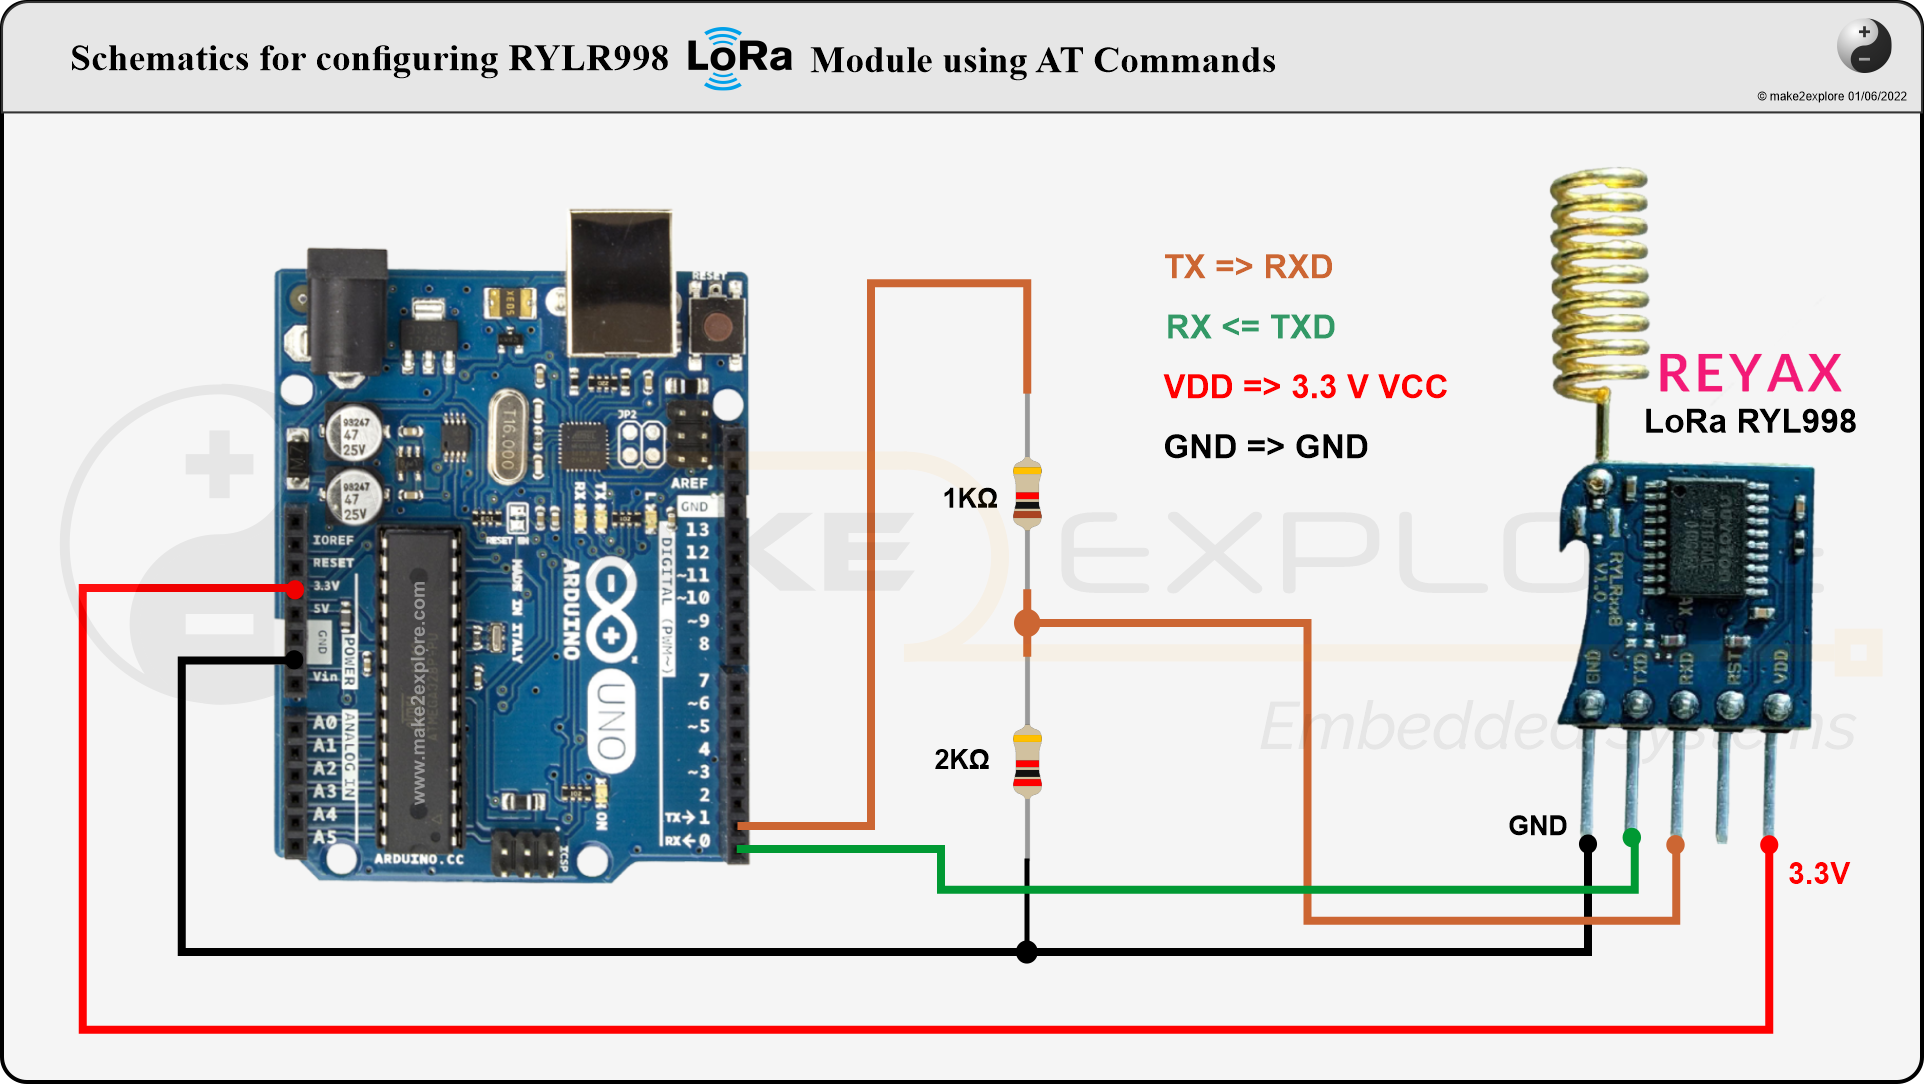 Schematics for configuring RYLR998 LoRa Module using AT Commands
© make2explore 01/06/2022
TX => RXD
RX <= TXD
VDD => 3.3 V VCC
GND => GND
REYAX
LoRa RYL998
1KΩ
2KΩ
GND
3.3V
RESET
JP2
T16.000
47
25V
47
25V
RX
TX
L
AREF
GND
13
12
~11
~10
~9
8
7
~6
~5
4
~3
2
TX→1
RX←0
DIGITAL (PWM~)
IOREF
RESET
3.3V
5V
GND
Vin
POWER
A0
A1
A2
A3
A4
A5
ANALOG IN
RESET EN
MADE IN ITALY
ARDUINO
UNO
ON
ICSP
ARDUINO.CC
www.make2explore.com
V1.0
GND
TXD
RXD
RST
VDD
KE
EXPLO E
Embedded Systems